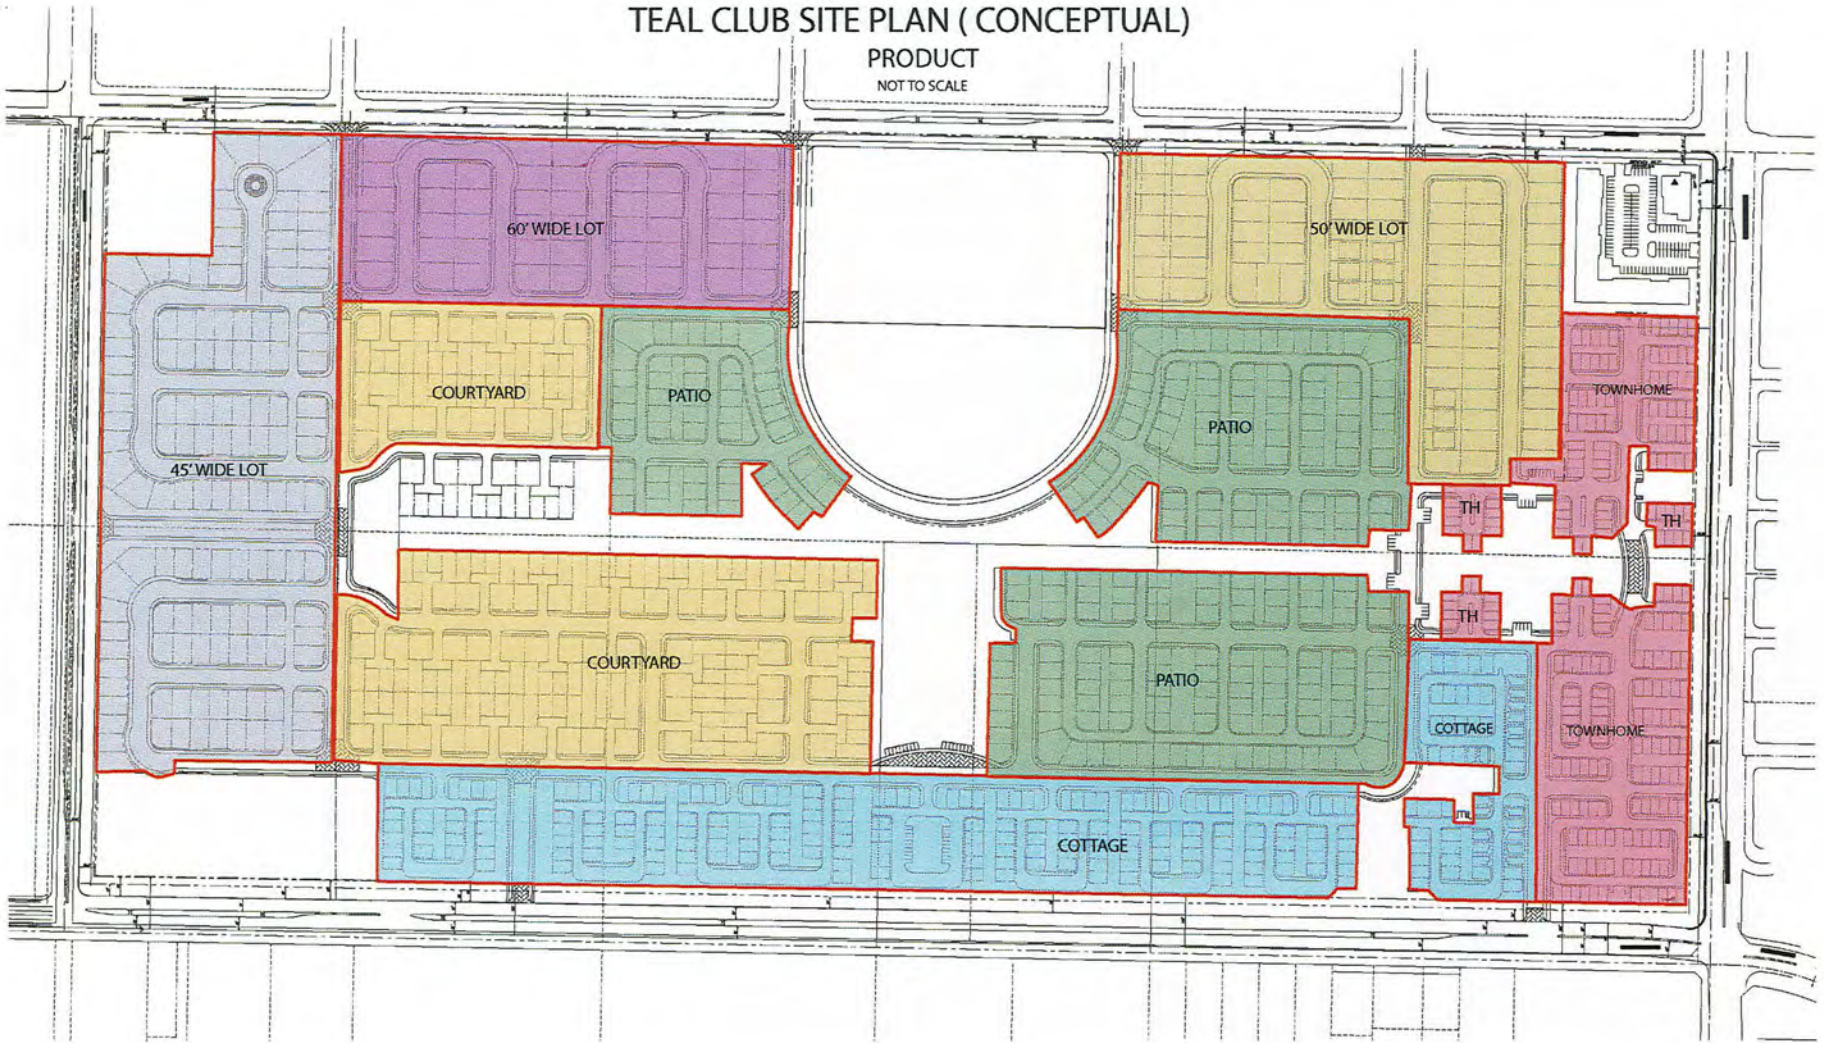 TEAL CLUB SITE PLAN ( CONCEPTUAL)
PRODUCT
NOT TO SCALE
60' WIDE LOT
50' WIDE LOT
COURTYARD
PATIO
TOWNHOME
PATIO
45' WIDE LOT
TH
TH
TH
COURTYARD
PATIO
COTTAGE
TOWNHOME
COTTAGE